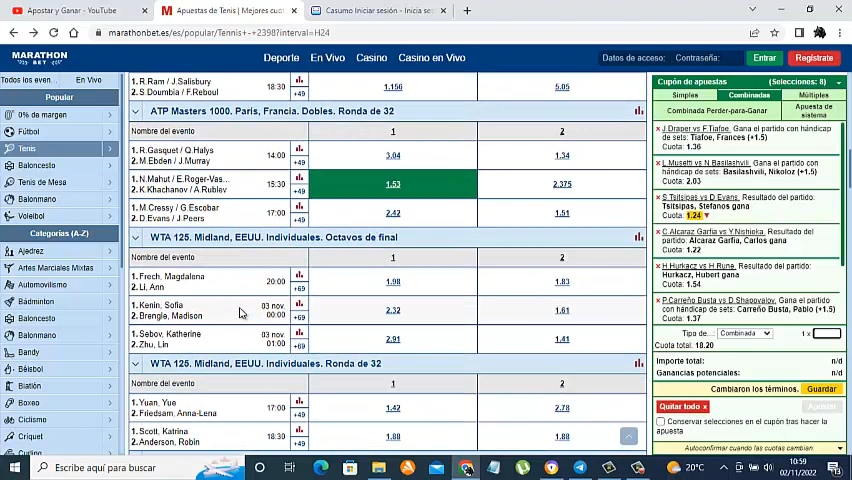 Apostar y Ganar - YouTube
Apuestas de Tenis | Mejores cuot
Casumo Iniciar sesión - Inicia ses
marathonbet.es/es/popular/Tennis+-+2398?interval=H24
MARATHON
BET
Deporte
En Vivo
Casino
Casino en Vivo
Datos de acceso:
Contraseña:
Entrar
Regístrate
Todos los even...
En Vivo
Popular
0% de margen
Fútbol
Tenis
Baloncesto
Tenis de Mesa
Balonmano
Voleibol
Categorías (A-Z)
Ajedrez
Artes Marciales Mixtas
Automovilismo
Bádminton
Baloncesto
Balonmano
Bandy
Béisbol
Biatlón
Boxeo
Ciclismo
Críquet
Curling
1. R.Ram / J.Salisbury
2. S.Doumbia / F.Reboul
18:30
+49
1.156
5.05
ATP Masters 1000. París, Francia. Dobles. Ronda de 32
Nombre del evento
1
2
1. R.Gasquet / Q.Halys
2. M.Ebden / J.Murray
14:00
+49
3.04
1.34
1. N.Mahut / E.Roger-Vas...
2. K.Khachanov / A.Rublev
15:30
+49
1.53
2.375
1. M.Cressy / G.Escobar
2. D.Evans / J.Peers
17:00
+49
2.42
1.51
WTA 125. Midland, EEUU. Individuales. Octavos de final
Nombre del evento
1
2
1. Frech, Magdalena
2. Li, Ann
20:00
+69
1.98
1.83
1. Kenin, Sofia
2. Brengle, Madison
03 nov.
00:00
+69
2.32
1.61
1. Sebov, Katherine
2. Zhu, Lin
03 nov.
01:00
+69
2.91
1.41
WTA 125. Midland, EEUU. Individuales. Ronda de 32
Nombre del evento
1
2
1. Yuan, Yue
2. Friedsam, Anna-Lena
17:00
+49
1.42
2.78
1. Scott, Katrina
2. Anderson, Robin
18:30
+49
1.88
1.88
Cupón de apuestas
(Selecciones: 8)
Simples
Combinadas
Múltiples
Combinada Perder-para-Ganar
Apuesta de
sistema
J.Draper vs F.Tiafoe. Gana el partido con hándicap
de sets: Tiafoe, Frances (+1.5)
Cuota: 1.36
L.Musetti vs N.Basilashvili. Gana el partido con
hándicap de sets: Basilashvili, Nikoloz (+1.5)
Cuota: 2.03
S.Tsitsipas vs D.Evans. Resultado del
partido:
Tsitsipas, Stefanos gana
Cuota: 1.24
C.Alcaraz Garfia vs Y.Nishioka. Resultado del
partido: Alcaraz Garfia, Carlos gana
Cuota: 1.22
H.Hurkacz vs H.Rune. Resultado del
partido: Hurkacz, Hubert gana
Cuota: 1.54
P.Carreño Busta vs D.Shapovalov. Gana el partido
con hándicap de sets: Carreño Busta, Pablo (+1.5)
Cuota: 1.37
Tipo de...
Combinada
1 x
Cuota total: 18.20
Importe total:
n/d
Ganancias potenciales:
n/d
Cambiaron los términos.
Guardar
Quitar todo x
Apostar
Conservar selecciones en el cupón tras hacer la
apuesta
Autoconfirmar cuando las cuotas cambian
Escribe aquí para buscar
20°C
10:59
02/11/2022